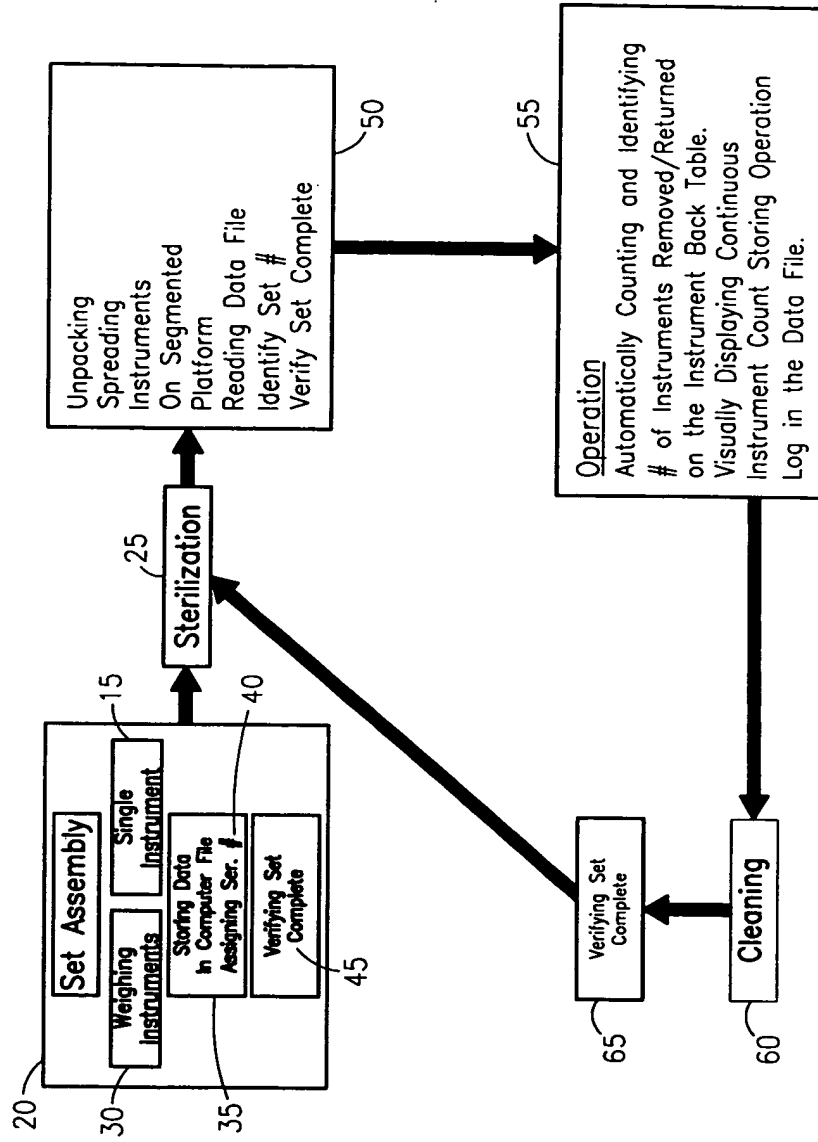 20
Set Assembly
30
Weighing
Instruments
Single
Instrument
15
35
Storing Data
In Computer File
Assigning Ser. #
40
Verifying Set
Complete
45
25
Sterilization
Unpacking
Spreading
Instruments
On Segmented
Platform
Reading Data File
Identify Set #
Verify Set Complete
50
55
Operation
Automatically Counting and Identifying
# of Instruments Removed/Returned
on the Instrument Back Table.
Visually Displaying Continuous
Instrument Count Storing Operation
Log in the Data File.
65
Verifying Set
Complete
60
Cleaning